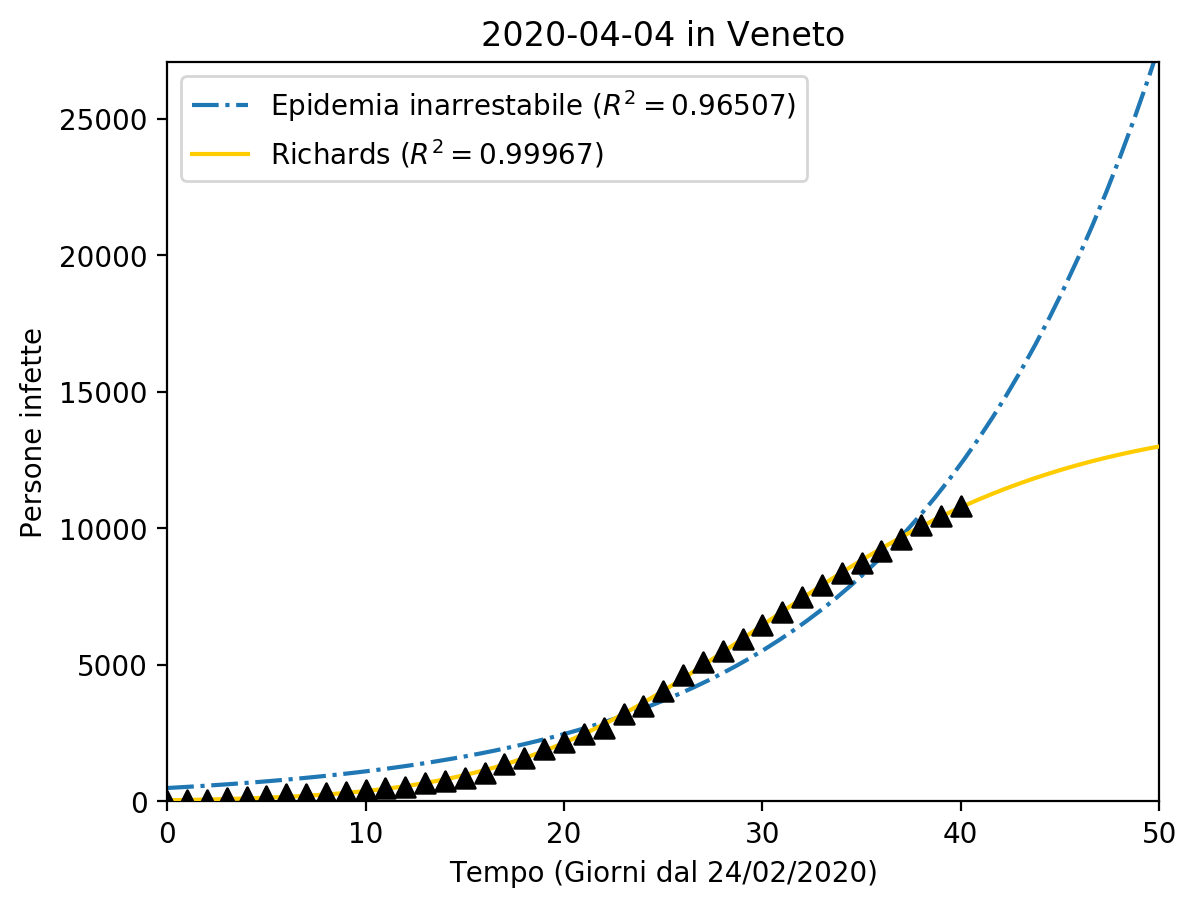 2020-04-04 in Veneto
Epidemia inarrestabile (R² = 0.96507)
Richards (R² = 0.99967)
25000
20000
15000
10000
5000
0
Persone infette
0 10 20 30 40 50
Tempo (Giorni dal 24/02/2020)